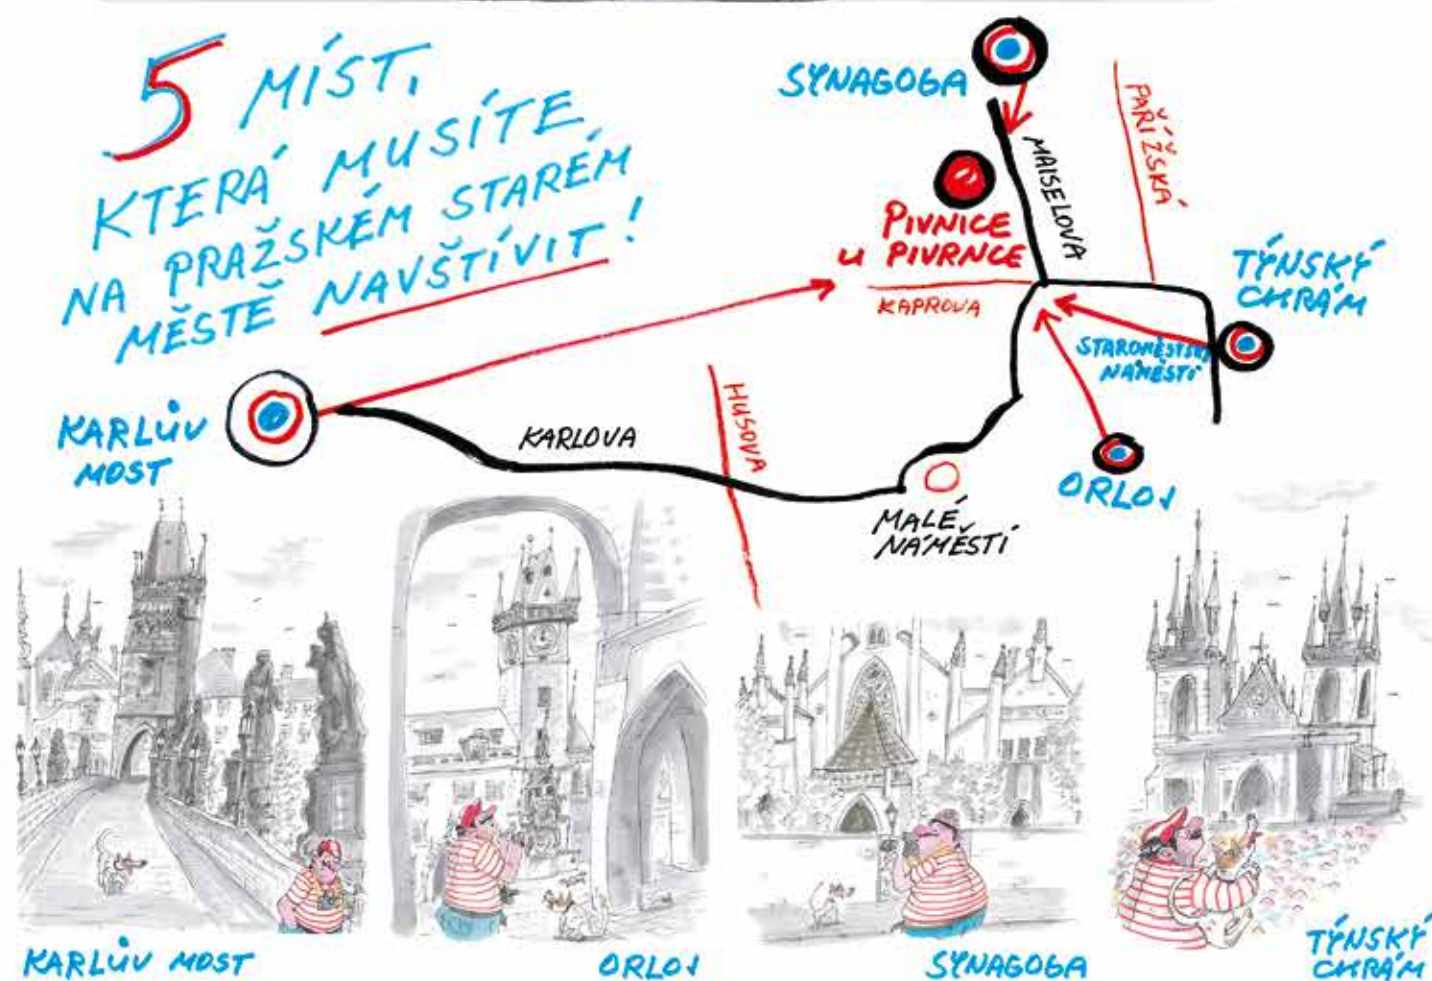 5 MÍST,
KTERÁ MUSÍTE
NA PRAŽSKÉM STARÉM
MĚSTĚ NAVŠTÍVIT!
SYNAGOGA
PAŘÍŽSKÁ
MAISELOVA
PIVNICE
U PIVRNCE
KAPROVA
TÝNSKÝ
CHRÁM
STAROMĚSTSKÉ
NÁMĚSTÍ
KARLŮV
MOST
KARLOVA
HUSOVA
ORLOJ
MALÉ
NÁMĚSTÍ
KARLŮV MOST
ORLOJ
SYNAGOGA
TÝNSKÝ
CHRÁM